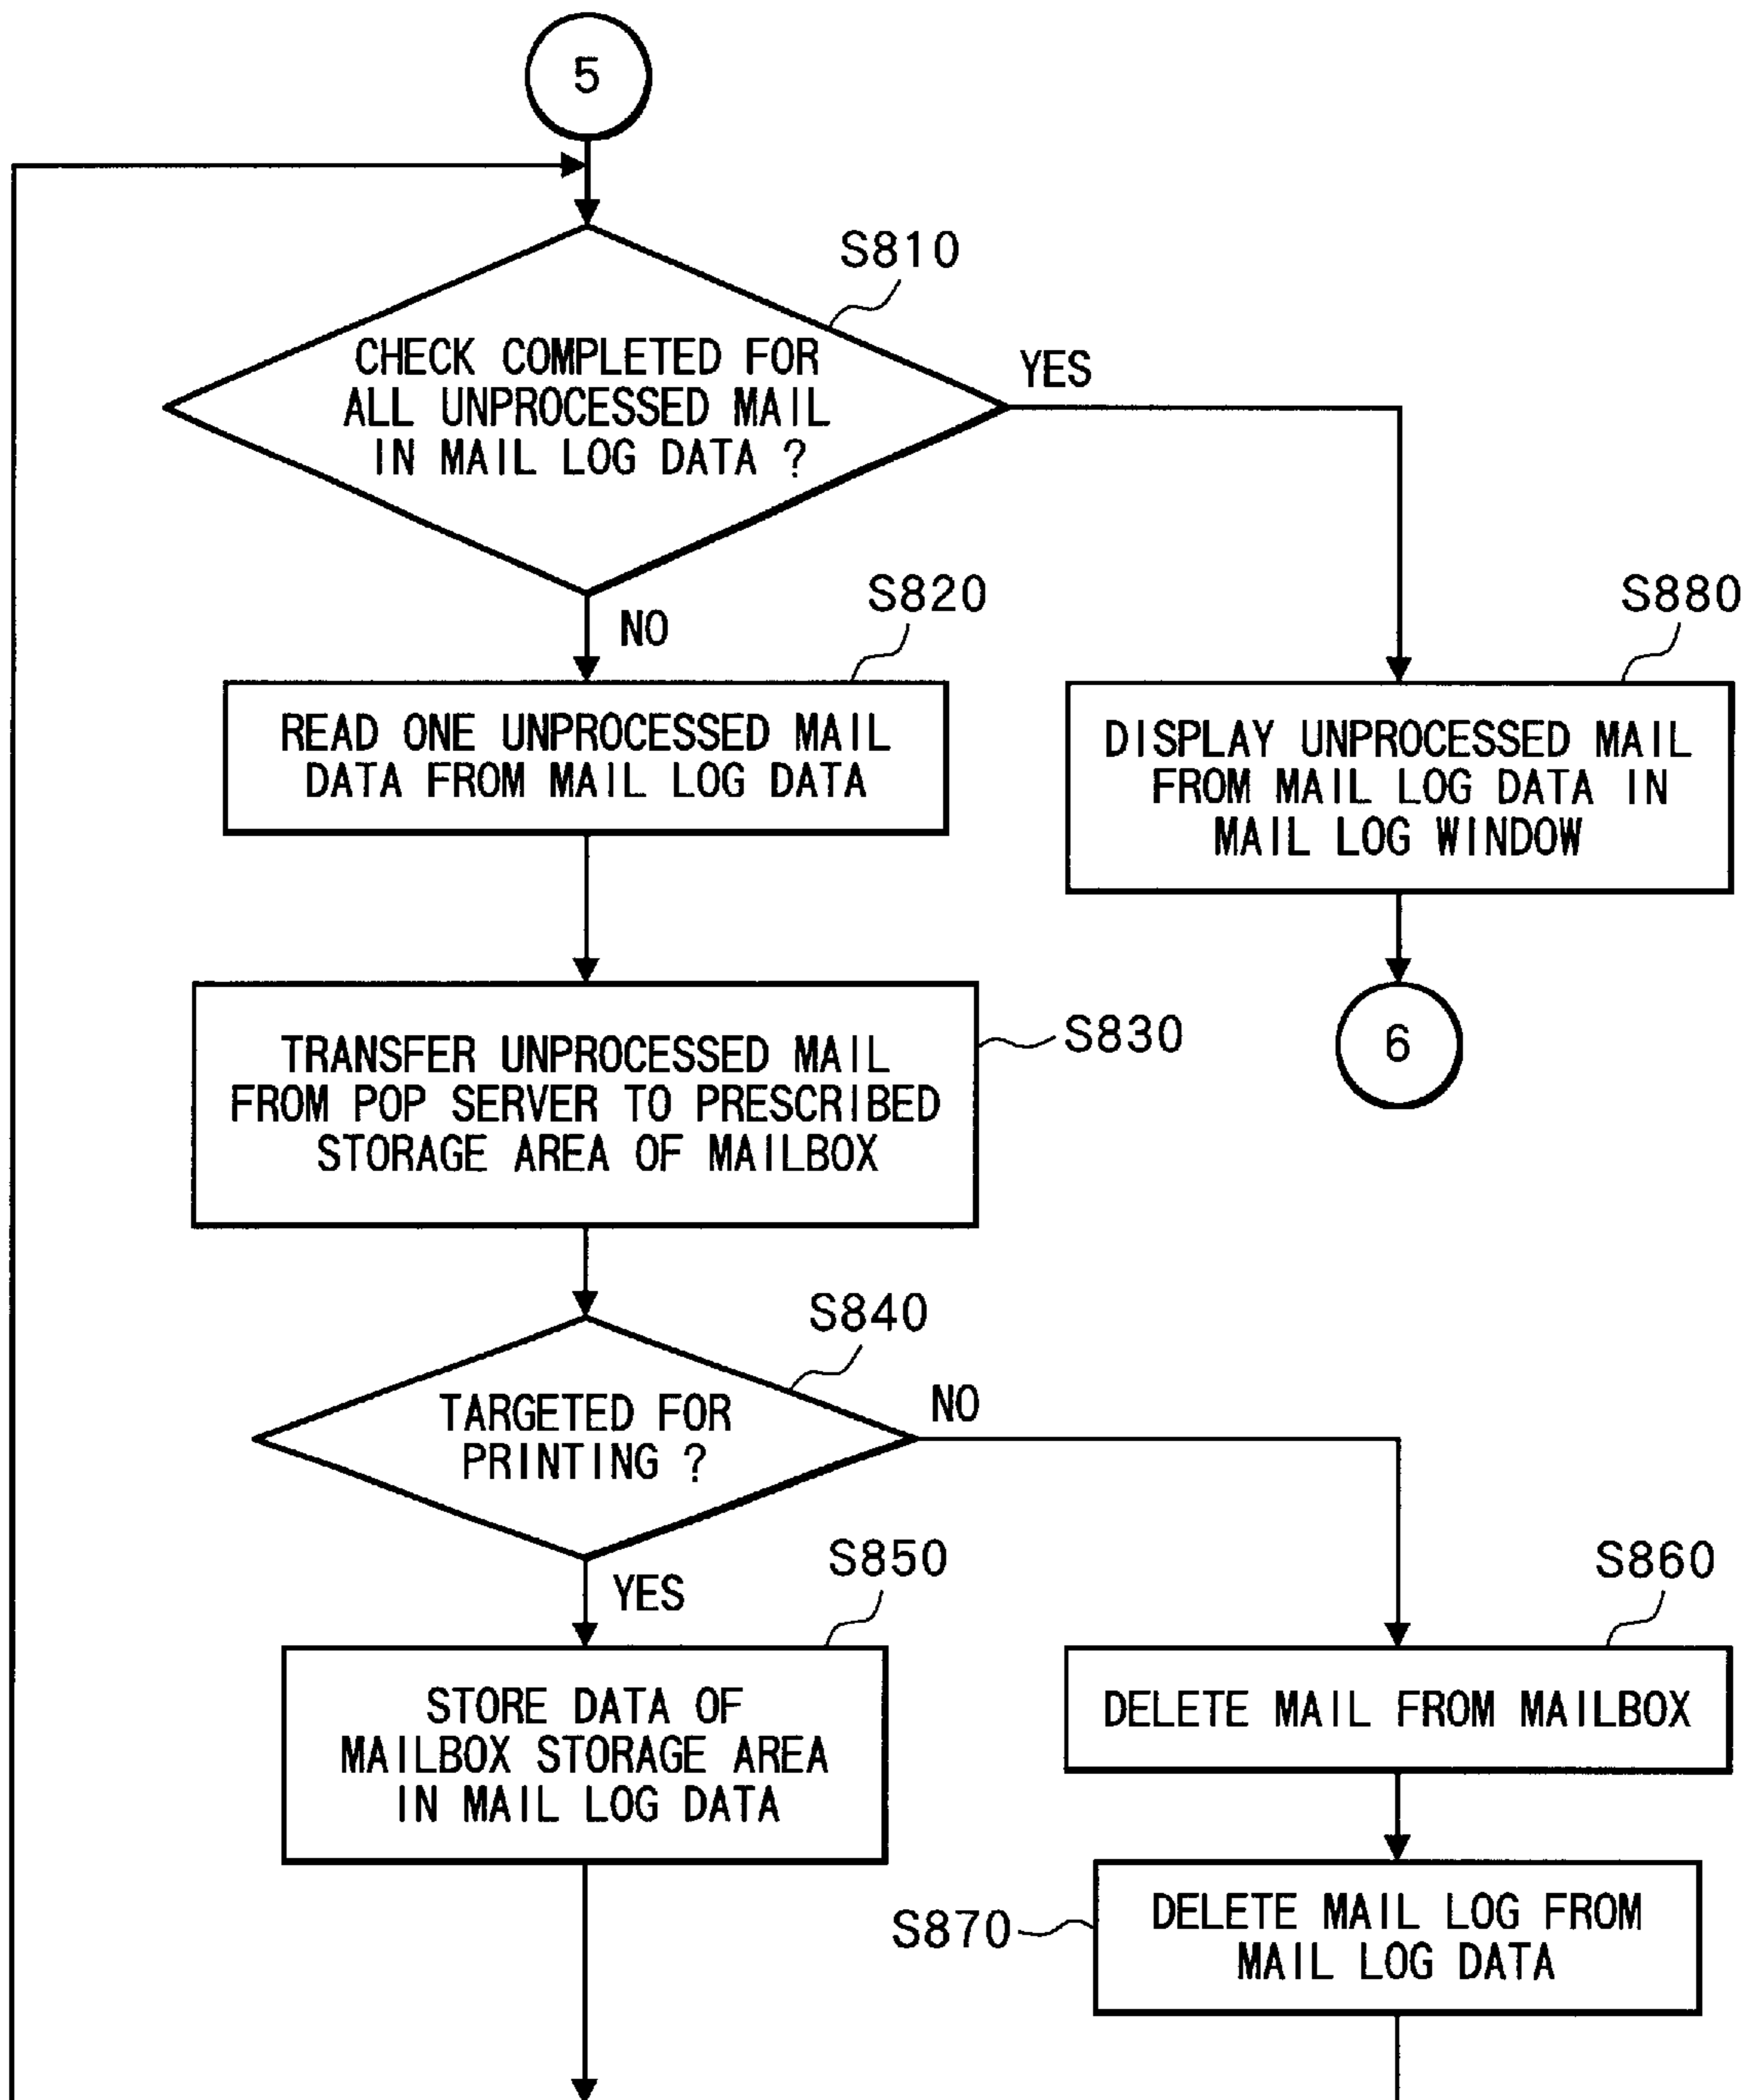 5
S810
CHECK COMPLETED FOR
ALL UNPROCESSED MAIL
IN MAIL LOG DATA ?
YES
NO
S820
READ ONE UNPROCESSED MAIL
DATA FROM MAIL LOG DATA
S880
DISPLAY UNPROCESSED MAIL
FROM MAIL LOG DATA IN
MAIL LOG WINDOW
S830
TRANSFER UNPROCESSED MAIL
FROM POP SERVER TO PRESCRIBED
STORAGE AREA OF MAILBOX
6
S840
TARGETED FOR
PRINTING ?
NO
YES
S850
STORE DATA OF
MAILBOX STORAGE AREA
IN MAIL LOG DATA
S860
DELETE MAIL FROM MAILBOX
S870
DELETE MAIL LOG FROM
MAIL LOG DATA